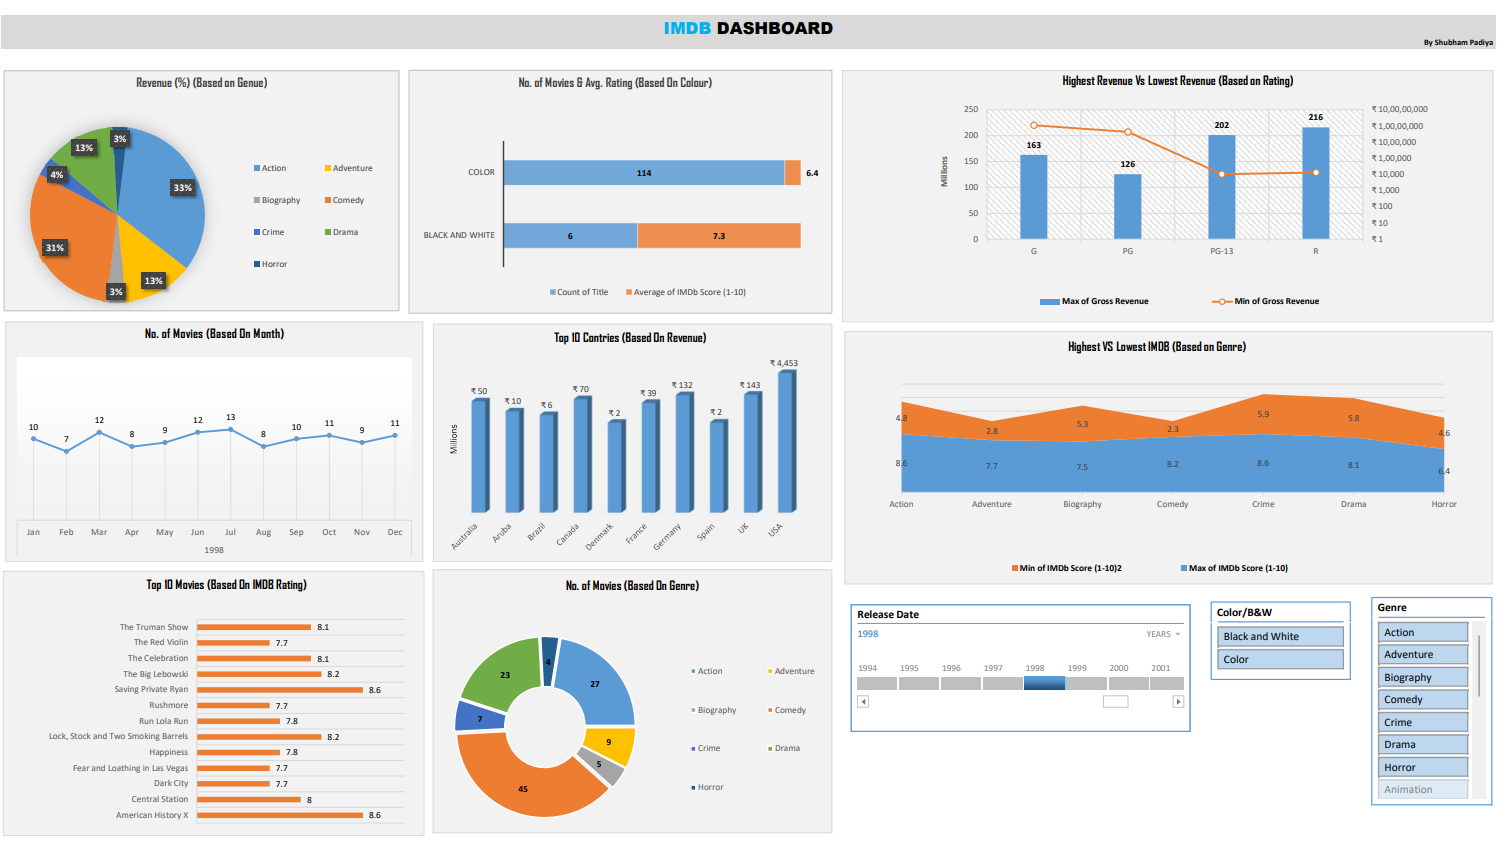 IMDB DASHBOARD
By Shubham Padiya
Revenue (%) (Based on Genue)
3%
13%
4%
33%
31%
13%
3%
Action Adventure
Biography Comedy
Crime Drama
Horror
No. of Movies & Avg. Rating (Based On Colour)
COLOR 114 6.4
BLACK AND WHITE 6 7.3
Count of Title Average of IMDb Score (1-10)
Highest Revenue Vs Lowest Revenue (Based on Rating)
250 ₹ 10,00,00,000
200 ₹ 1,00,00,000
150 ₹ 10,00,000
100 ₹ 1,00,000
50 ₹ 10,000
0 ₹ 1,000
₹ 100
₹ 10
₹ 1
Millions
163 126 202 216
G PG PG-13 R
Max of Gross Revenue Min of Gross Revenue
No. of Movies (Based On Month)
10 7 12 8 9 12 13 8 10 11 9 11
Jan Feb Mar Apr May Jun Jul Aug Sep Oct Nov Dec
1998
Top 10 Contries (Based On Revenue)
Millions
₹ 50 ₹ 10 ₹ 6 ₹ 70 ₹ 2 ₹ 39 ₹ 132 ₹ 2 ₹ 143 ₹ 4,453
Australia Aruba Brazil Canada Denmark France Germany Spain UK USA
Highest VS Lowest IMDB (Based on Genre)
4.8 2.8 5.3 2.3 5.9 5.8 4.6
8.6 7.7 7.5 8.2 8.6 8.1 6.4
Action Adventure Biography Comedy Crime Drama Horror
Min of IMDb Score (1-10)2 Max of IMDb Score (1-10)
Top 10 Movies (Based On IMDB Rating)
The Truman Show 8.1
The Red Violin 7.7
The Celebration 8.1
The Big Lebowski 8.2
Saving Private Ryan 8.6
Rushmore 7.7
Run Lola Run 7.8
Lock, Stock and Two Smoking Barrels 8.2
Happiness 7.8
Fear and Loathing in Las Vegas 7.7
Dark City 7.7
Central Station 8
American History X 8.6
No. of Movies (Based On Genre)
4
23
27
7
9
5
45
Action Adventure
Biography Comedy
Crime Drama
Horror
Release Date
1998 YEARS
1994 1995 1996 1997 1998 1999 2000 2001
Color/B&W
Black and White
Color
Genre
Action
Adventure
Biography
Comedy
Crime
Drama
Horror
Animation